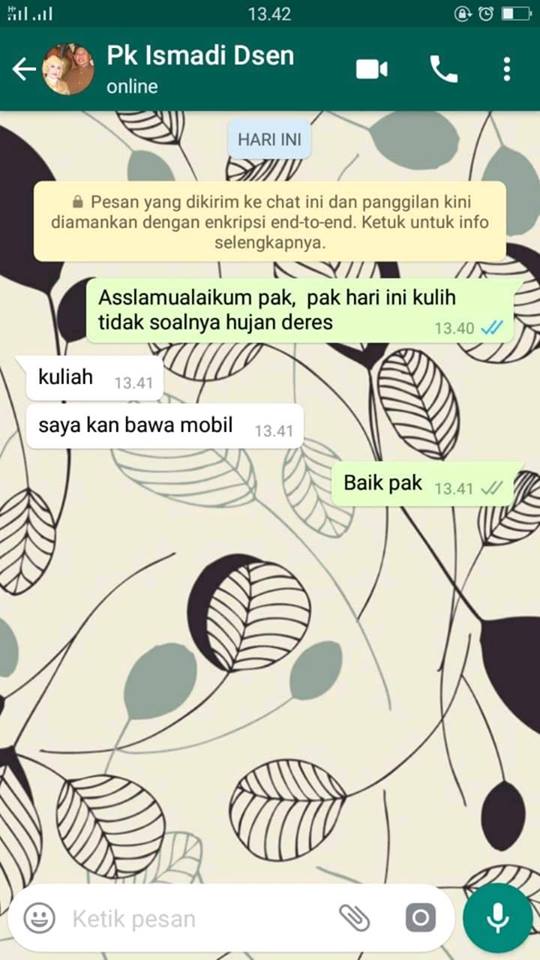 13.42
Pk Ismadi Dsen
online
HARI INI
Pesan yang dikirim ke chat ini dan panggilan kini
diamankan dengan enkripsi end-to-end. Ketuk untuk info
selengkapnya.
Asslamualaikum pak, pak hari ini kulih
tidak soalnya hujan deres
13.40
kuliah 13.41
saya kan bawa mobil 13.41
Baik pak 13.41
Ketik pesan